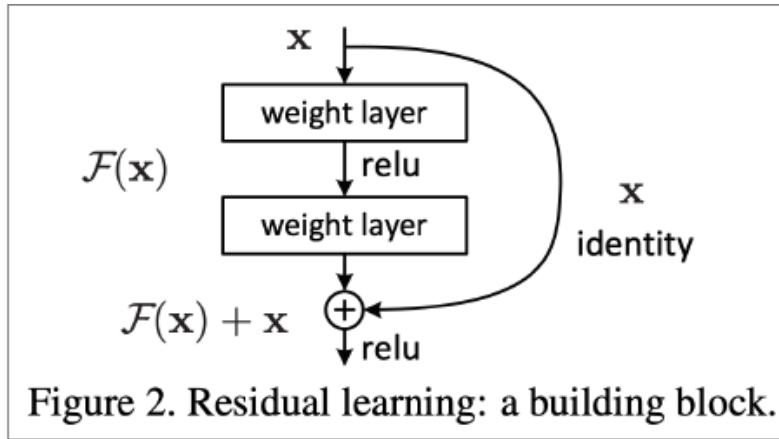 x
weight layer
F(x)
relu
x
weight layer
identity
F(x) + x
+
relu
Figure 2. Residual learning: a building block.